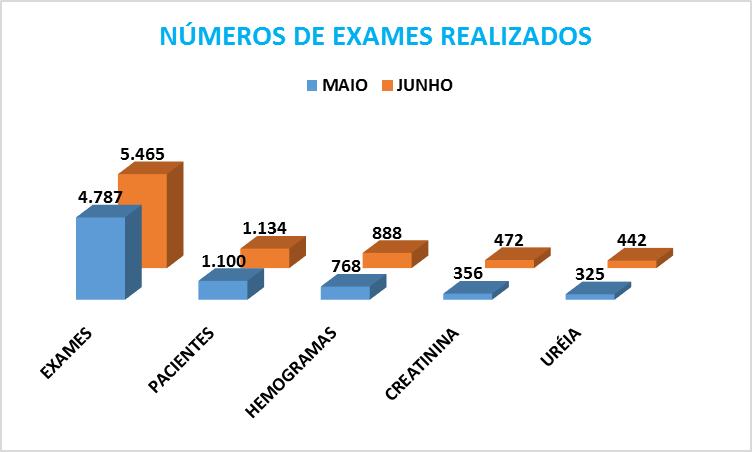 NÚMEROS DE EXAMES REALIZADOS
MAIO JUNHO
5.465
4.787
1.134
1.100
888
768
472
356
442
325
EXAMES
PACIENTES
HEMOGRAMAS
CREATININA
URÉIA